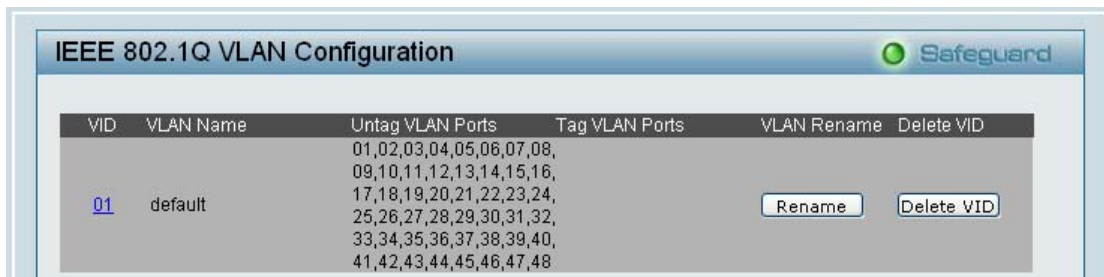 IEEE 802.1Q VLAN Configuration
Safeguard
VID VLAN Name Untag VLAN Ports Tag VLAN Ports VLAN Rename Delete VID
01,02,03,04,05,06,07,08,
09,10,11,12,13,14,15,16,
17,18,19,20,21,22,23,24,
01 default Rename Delete VID
25,26,27,28,29,30,31,32,
33,34,35,36,37,38,39,40,
41,42,43,44,45,46,47,48